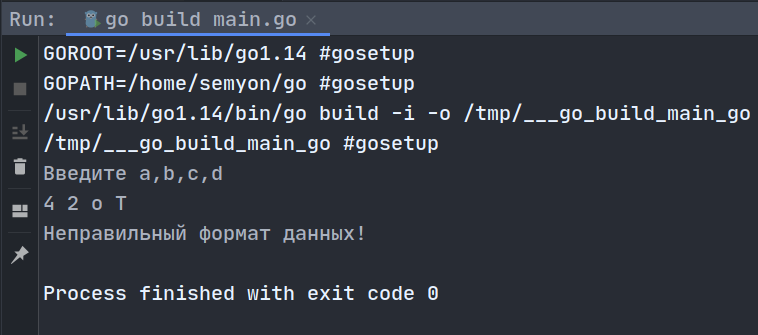 Run: go build main.go ×
GOROOT=/usr/lib/go1.14 #gosetup
GOPATH=/home/semyon/go #gosetup
/usr/lib/go1.14/bin/go build -i -o /tmp/___go_build_main_go
/tmp/___go_build_main_go #gosetup
Введите a,b,c,d
4 2 o T
Неправильный формат данных!
Process finished with exit code 0